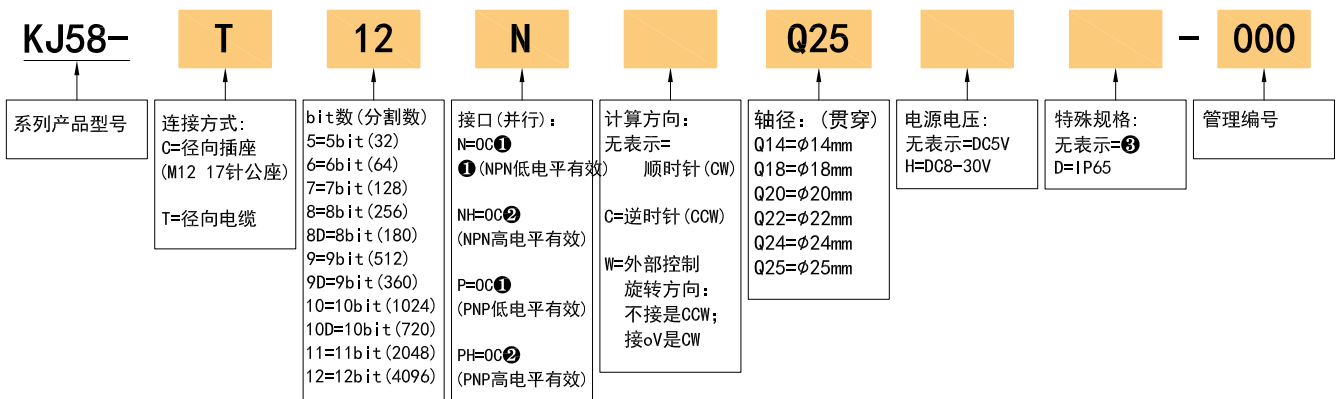 KJ58- T 12 N Q25 - 000
系列产品型号
连接方式:
C=径向插座
(M12 17针公座)
T=径向电缆
bit数(分割数)
5=5bit(32)
6=6bit(64)
7=7bit(128)
8=8bit(256)
8D=8bit(180)
9=9bit(512)
9D=9bit(360)
10=10bit(1024)
10D=10bit(720)
11=11bit(2048)
12=12bit(4096)
接口(并行):
N=OC❶
❶(NPN低电平有效)
NH=OC❷
(NPN高电平有效)
P=OC❶
(PNP低电平有效)
PH=OC❷
(PNP高电平有效)
计算方向:
无表示=
顺时针(CW)
C=逆时针(CCW)
W=外部控制
旋转方向:
不接是CCW;
接oV是CW
轴径:(贯穿)
Q14=ϕ14mm
Q18=ϕ18mm
Q20=ϕ20mm
Q22=ϕ22mm
Q24=ϕ24mm
Q25=ϕ25mm
电源电压:
无表示=DC5V
H=DC8-30V
特殊规格:
无表示=❸
D=IP65
管理编号